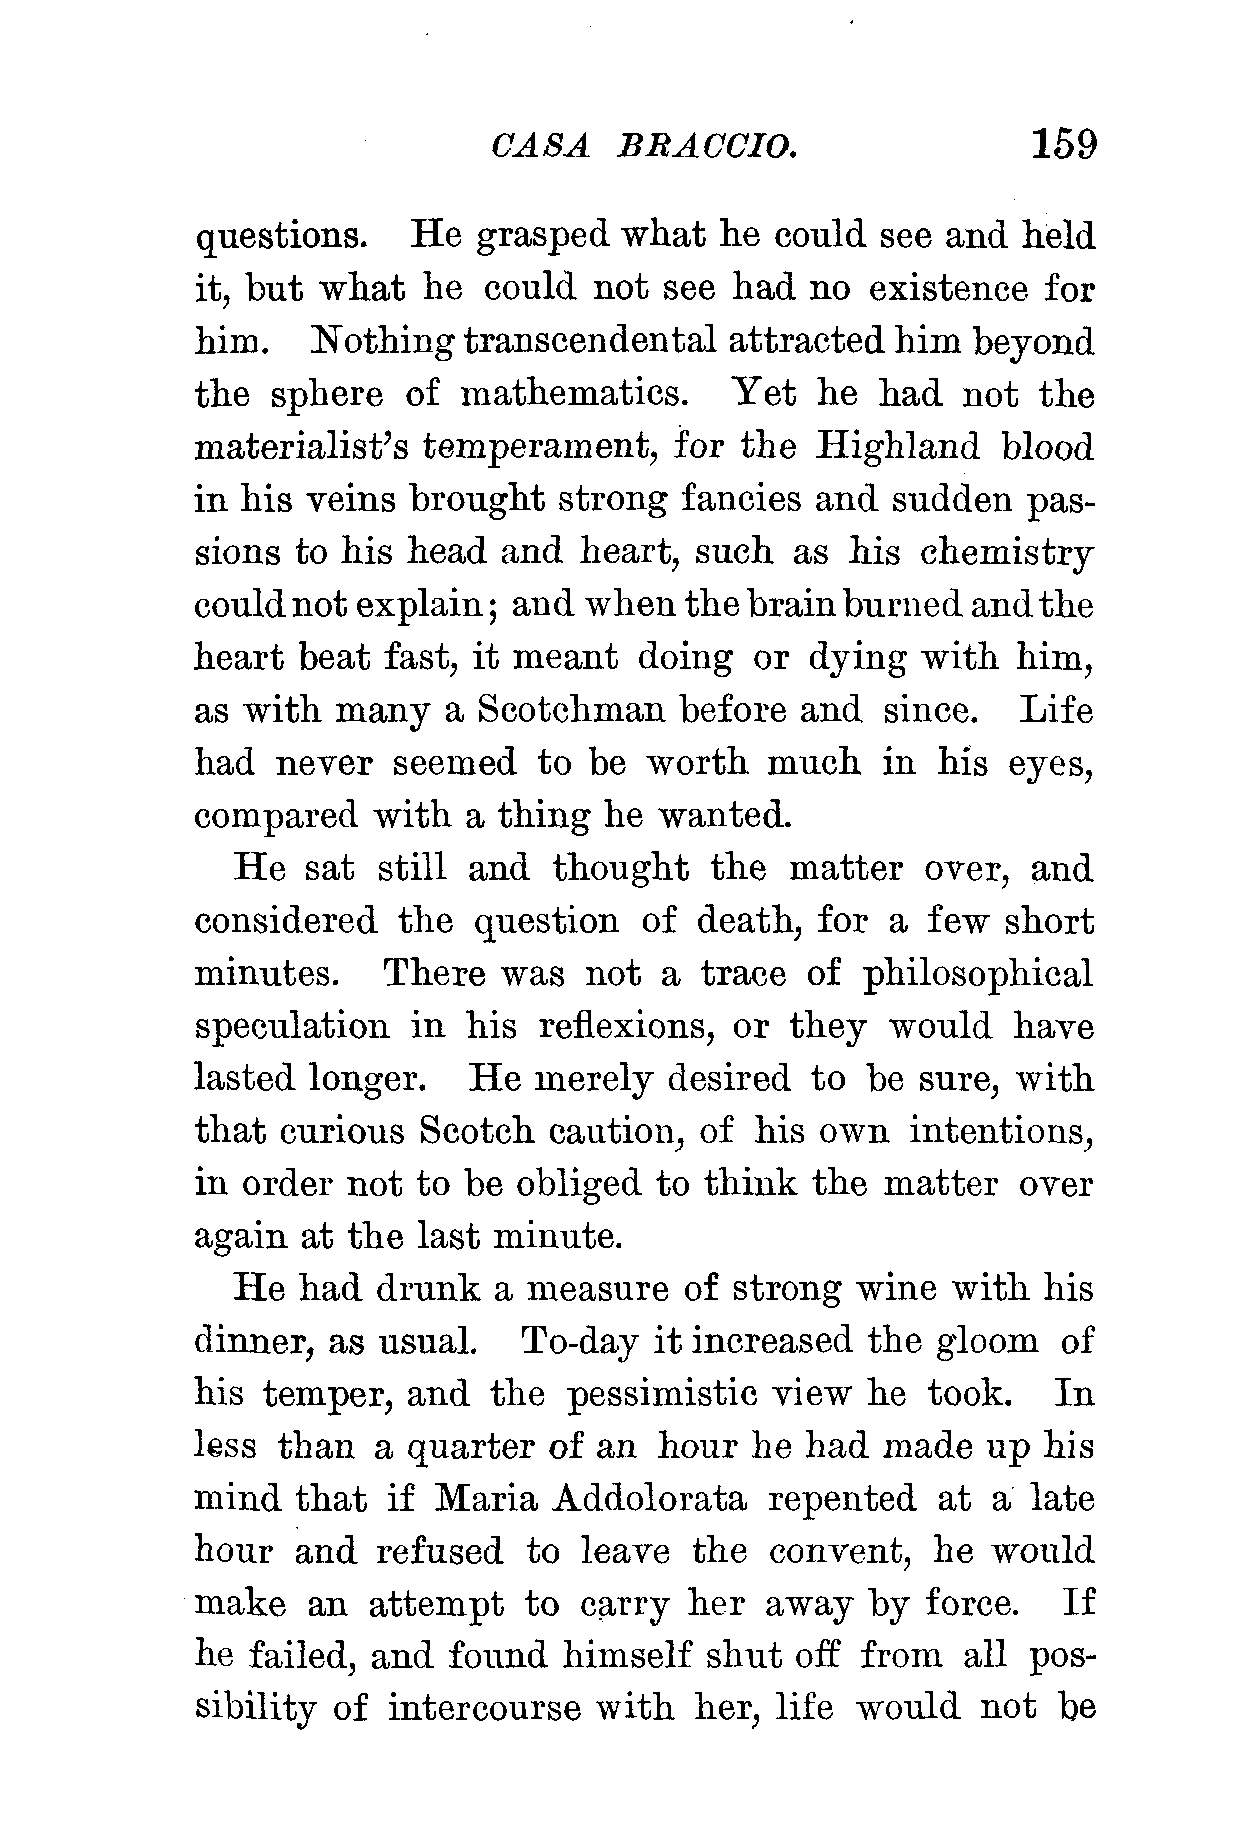 CASA BRACCIO. 159
questions. He grasped what he could see and held
it, but what he could not see had no existence for
him. Nothing transcendental attracted him beyond
the sphere of mathematics. Yet he had not the
materialist's temperament, for the Highland blood
in his veins brought strong fancies and sudden pas-
sions to his head and heart, such as his chemistry
could not explain; and when the brain burned and the
heart beat fast, it meant doing or dying with him,
as with many a Scotchman before and since. Life
had never seemed to be worth much in his eyes,
compared with a thing he wanted.
He sat still and thought the matter over, and
considered the question of death, for a few short
minutes. There was not a trace of philosophical
speculation in his reflexions, or they would have
lasted longer. He merely desired to be sure, with
that curious Scotch caution, of his own intentions,
in order not to be obliged to think the matter over
again at the last minute.
He had drunk a measure of strong wine with his
dinner, as usual. To-day it increased the gloom of
his temper, and the pessimistic view he took. In
less than a quarter of an hour he had made up his
mind that if Maria Addolorata repented at a late
hour and refused to leave the convent, he would
make an attempt to carry her away by force. If
he failed, and found himself shut off from all pos-
sibility of intercourse with her, life would not be